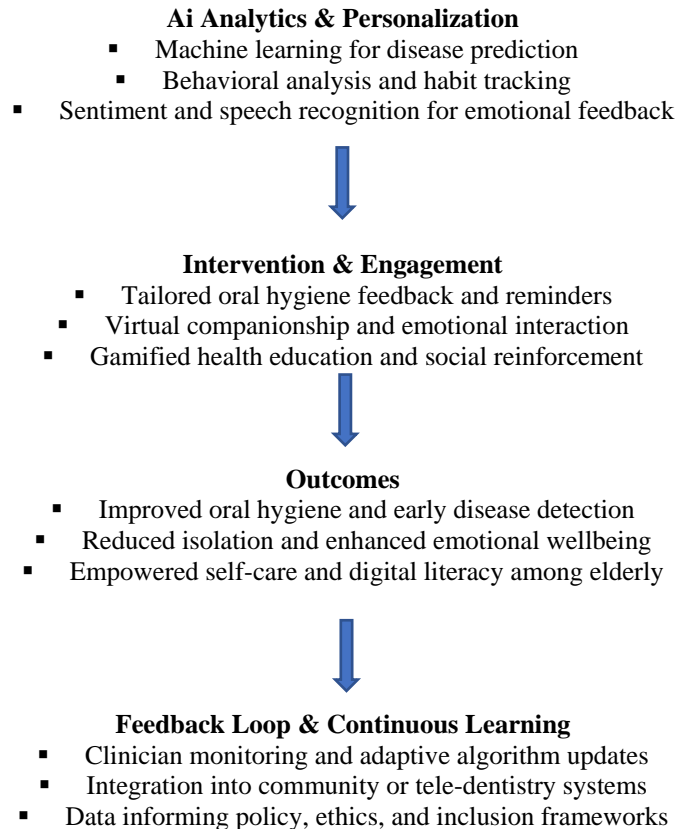 Ai Analytics & Personalization
▪ Machine learning for disease prediction
▪ Behavioral analysis and habit tracking
▪ Sentiment and speech recognition for emotional feedback
Intervention & Engagement
▪ Tailored oral hygiene feedback and reminders
▪ Virtual companionship and emotional interaction
▪ Gamified health education and social reinforcement
Outcomes
▪ Improved oral hygiene and early disease detection
▪ Reduced isolation and enhanced emotional wellbeing
▪ Empowered self-care and digital literacy among elderly
Feedback Loop & Continuous Learning
▪ Clinician monitoring and adaptive algorithm updates
▪ Integration into community or tele-dentistry systems
▪ Data informing policy, ethics, and inclusion frameworks